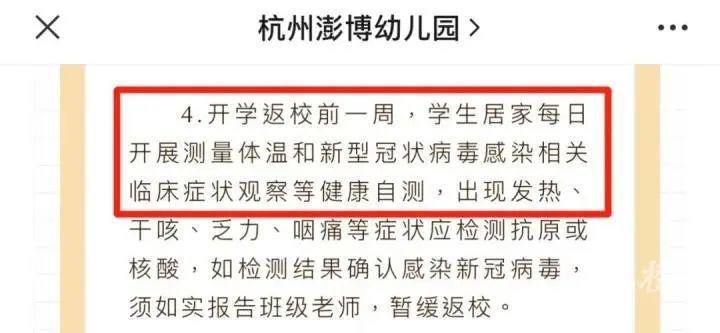 杭州澎博幼儿园
4.开学返校前一周，学生居家每日
开展测量体温和新型冠状病毒感染相关
临床症状观察等健康自测，出现发热、
干咳、乏力、咽痛等症状应检测抗原或
核酸，如检测结果确认感染新冠病毒，
须如实报告班级老师，暂缓返校。